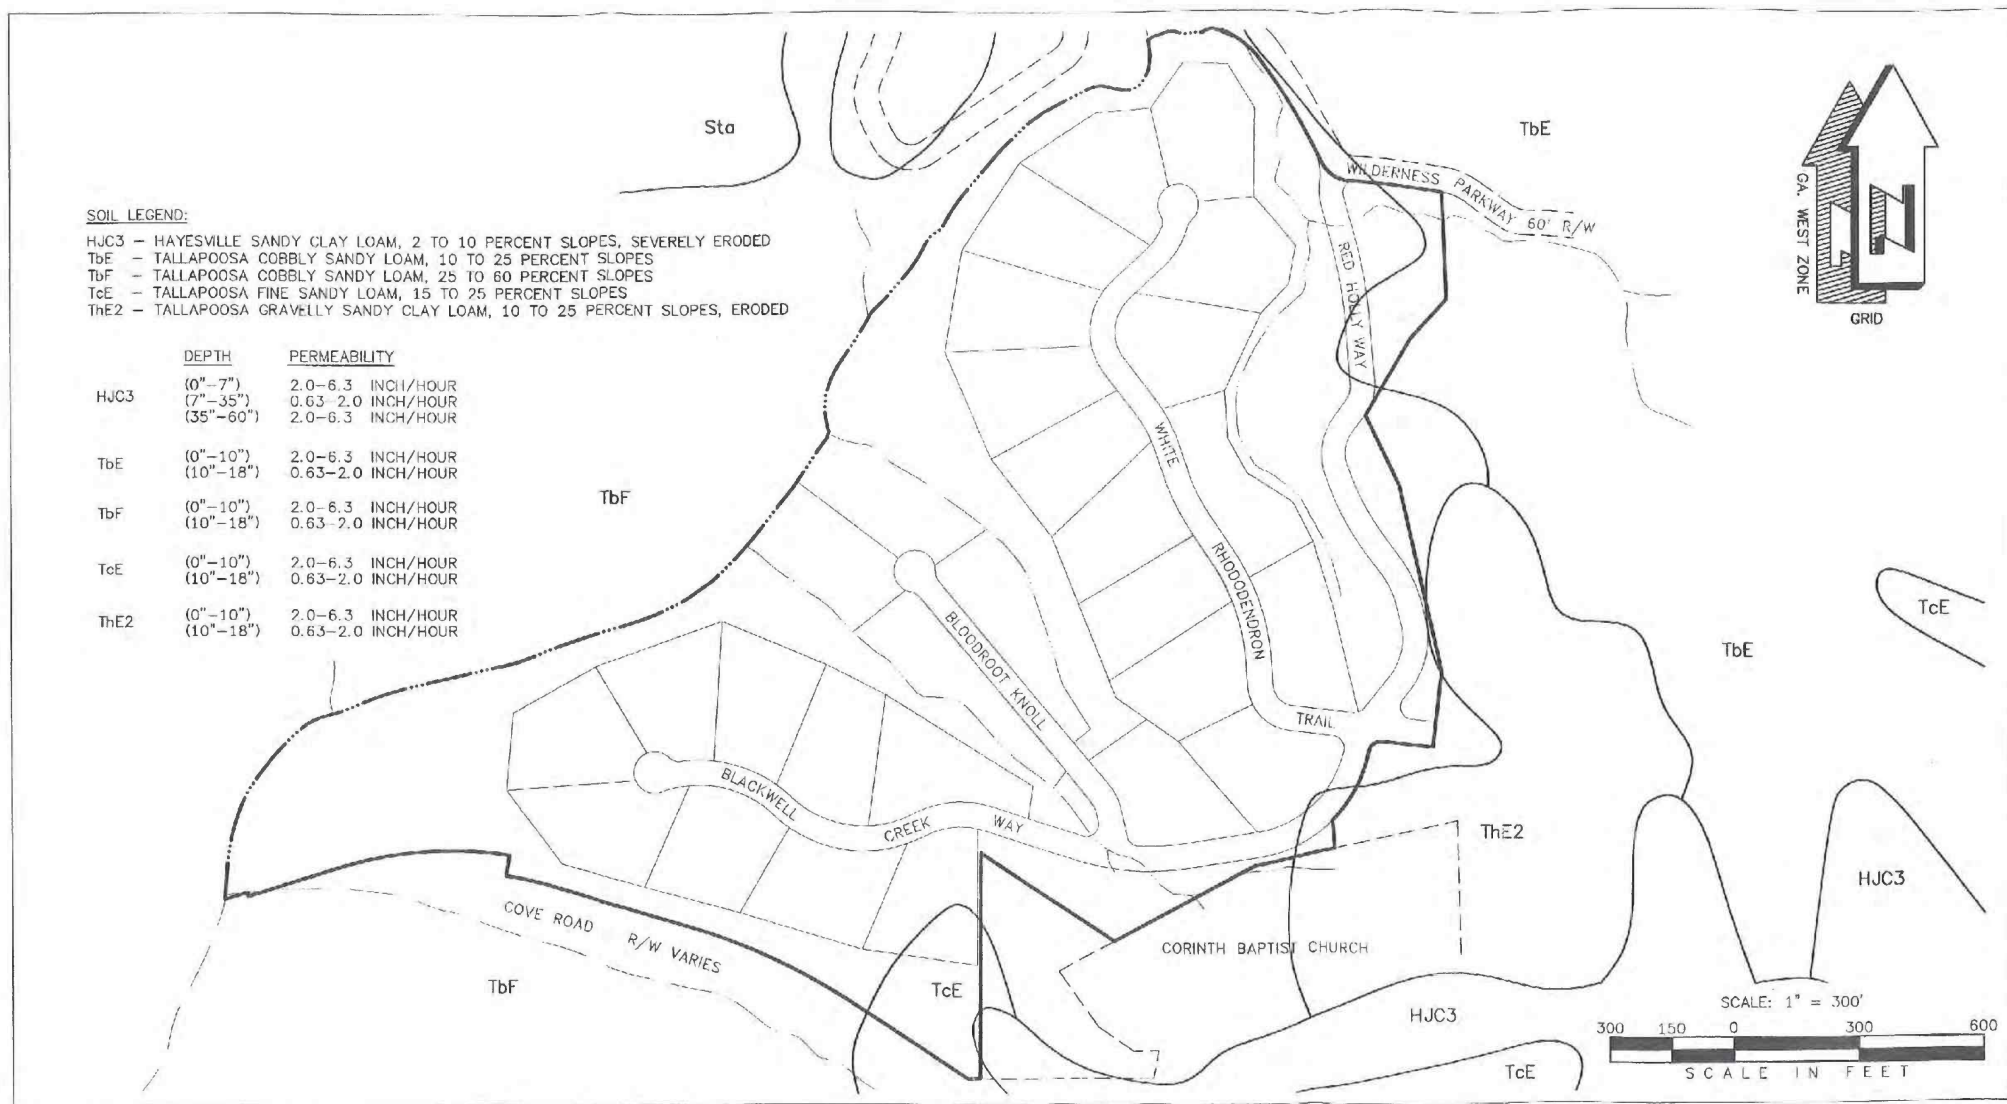 Sta
TbE
WILDERNESS PARKWAY 60' R/W
GA. WEST ZONE
N
GRID
SOIL LEGEND:
HJC3 – HAYESVILLE SANDY CLAY LOAM, 2 TO 10 PERCENT SLOPES, SEVERELY ERODED
TbE – TALLAPOOSA COBBLY SANDY LOAM, 10 TO 25 PERCENT SLOPES
TbF – TALLAPOOSA COBBLY SANDY LOAM, 25 TO 60 PERCENT SLOPES
TcE – TALLAPOOSA FINE SANDY LOAM, 15 TO 25 PERCENT SLOPES
ThE2 – TALLAPOOSA GRAVELLY SANDY CLAY LOAM, 10 TO 25 PERCENT SLOPES, ERODED
DEPTH PERMEABILITY
HJC3 (0"–7") 2.0–6.3 INCH/HOUR
(7"–35") 0.63–2.0 INCH/HOUR
(35"–60") 2.0–6.3 INCH/HOUR
TbE (0"–10") 2.0–6.3 INCH/HOUR
(10"–18") 0.63–2.0 INCH/HOUR
TbF (0"–10") 2.0–6.3 INCH/HOUR
(10"–18") 0.63–2.0 INCH/HOUR
TcE (0"–10") 2.0–6.3 INCH/HOUR
(10"–18") 0.63–2.0 INCH/HOUR
ThE2 (0"–10") 2.0–6.3 INCH/HOUR
(10"–18") 0.63–2.0 INCH/HOUR
RED HOLLY WAY
WHITE RHODODENDRON TRAIL
TbF
BLOODROOT KNOLL
TcE
TbE
BLACKWELL CREEK WAY
ThE2
HJC3
COVE ROAD R/W VARIES
CORINTH BAPTIST CHURCH
TbF
TcE
HJC3
TcE
SCALE: 1" = 300'
300 150 0 300 600
SCALE IN FEET